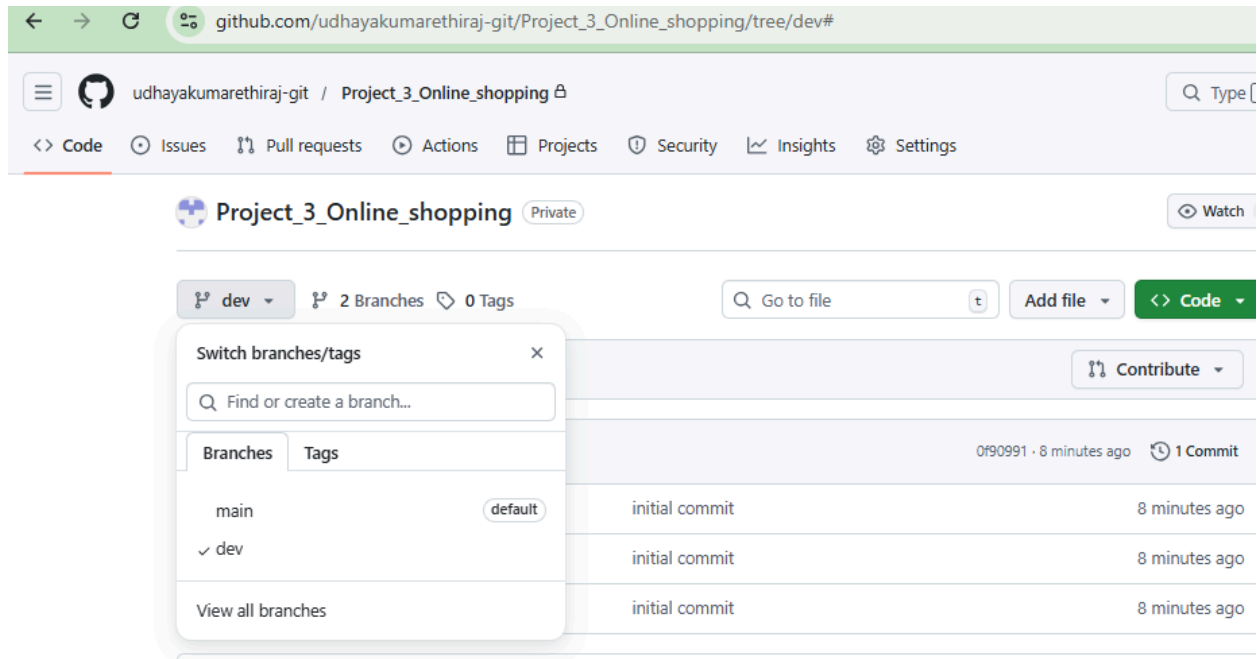 github.com/udhayakumarethiraj-git/Project_3_Online_shopping/tree/dev#
udhayakumarethiraj-git / Project_3_Online_shopping
Type
Code Issues Pull requests Actions Projects Security Insights Settings
Project_3_Online_shopping Private
Watch
dev 2 Branches 0 Tags Go to file t Add file Code
Switch branches/tags
Contribute
Find or create a branch...
Branches Tags
0f90991 · 8 minutes ago 1 Commit
main default
initial commit 8 minutes ago
dev
initial commit 8 minutes ago
View all branches
initial commit 8 minutes ago